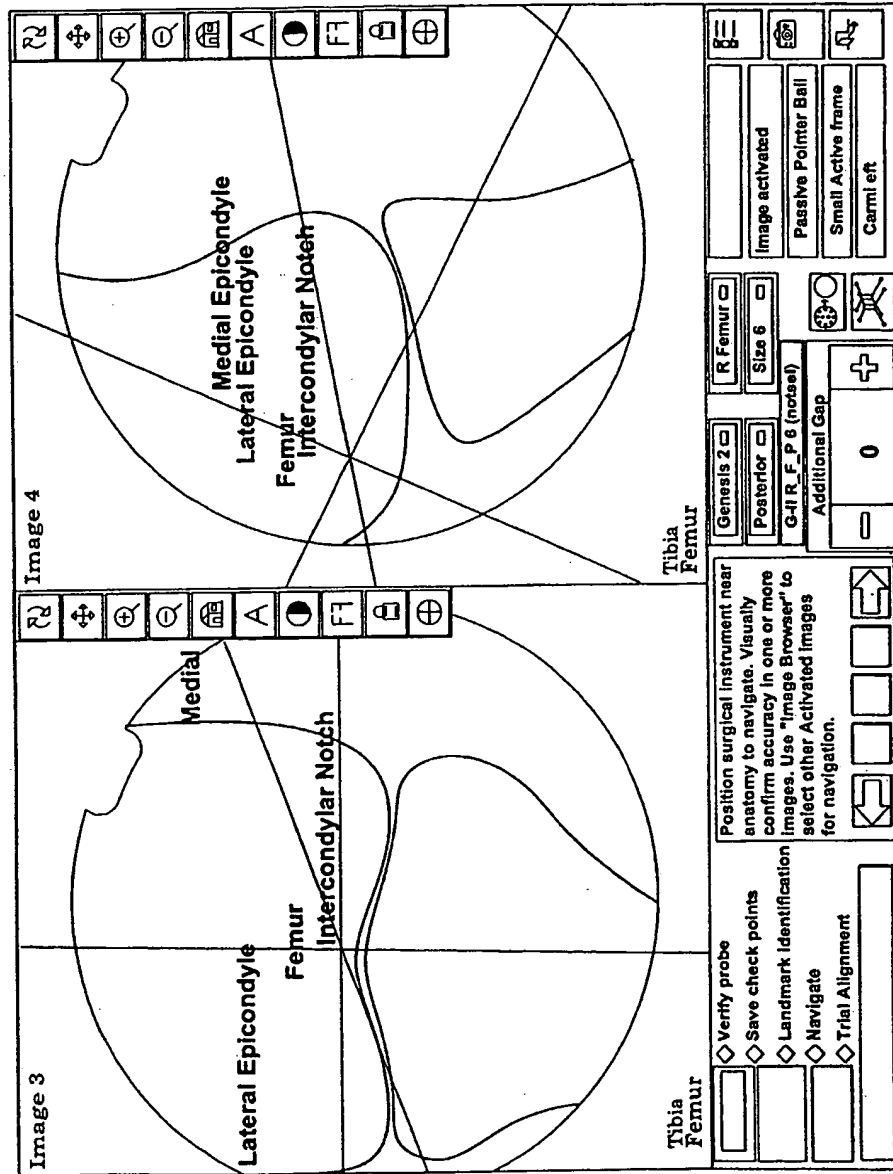 Image 3
Medial
Lateral Epicondyle
Femur
Intercondylar Notch
Tibia
Femur
A
Image 4
Medial Epicondyle
Lateral Epicondyle
Femur
Intercondylar Notch
Tibia
Femur
A
Verify probe
Save check points
Landmark identification
Navigate
Trial Alignment
Position surgical instrument near
anatomy to navigate. Visually
confirm accuracy in one or more
images. Use "Image Browser" to
select other Activated images
for navigation.
Genesis 2
R Femur
Posterior
Size 6
G-II R_F_P 6 (notsel)
Additional Gap
0
Image activated
Passive Pointer Ball
Small Active frame
Carml eft